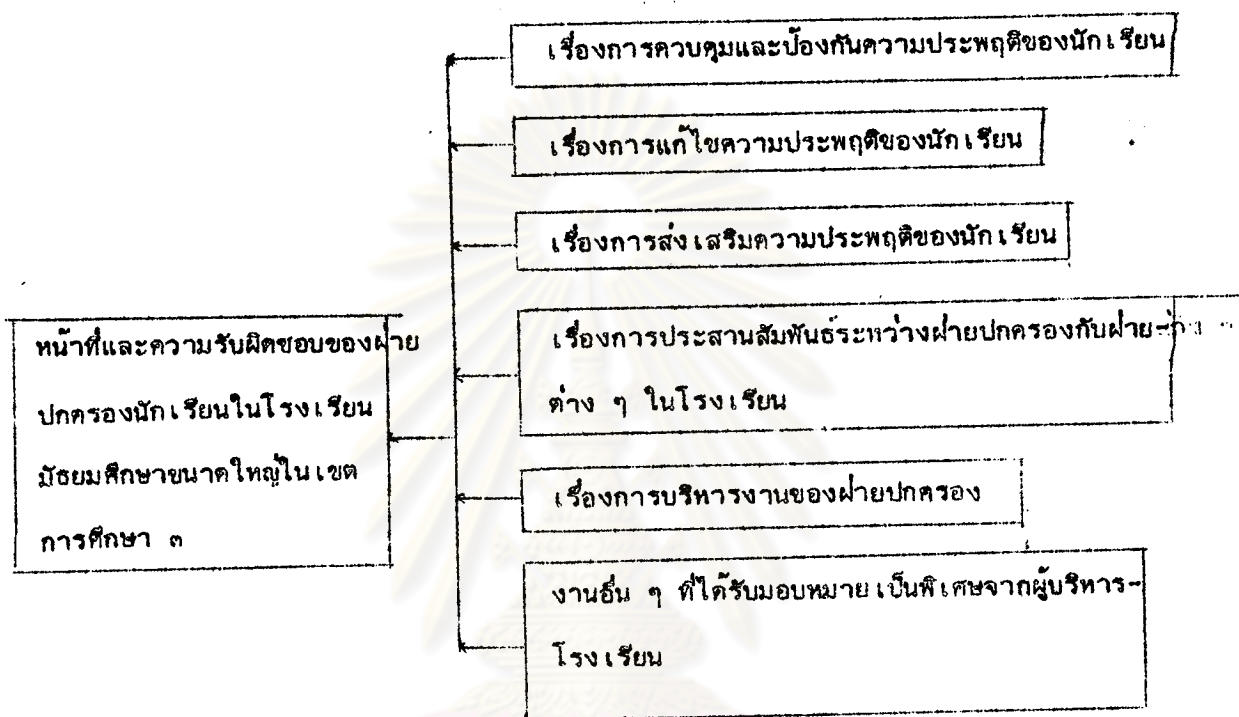 เรื่องการควบคุมและป้องกันความประพฤติของนักเรียน
เรื่องการแก้ไขความประพฤติของนักเรียน
เรื่องการส่งเสริมความประพฤติของนักเรียน
หน้าที่และความรับผิดชอบของฝ่าย
ปกครองนักเรียนในโรงเรียน
มัธยมศึกษาขนาดใหญ่ในเขต
การศึกษา ๓
เรื่องการประสานสัมพันธ์ระหว่างฝ่ายปกครองกับฝ่าย
ต่าง ๆ ในโรงเรียน
เรื่องการบริหารงานของฝ่ายปกครอง
งานอื่น ๆ ที่ได้รับมอบหมายเป็นพิเศษจากผู้บริหาร-
โรงเรียน